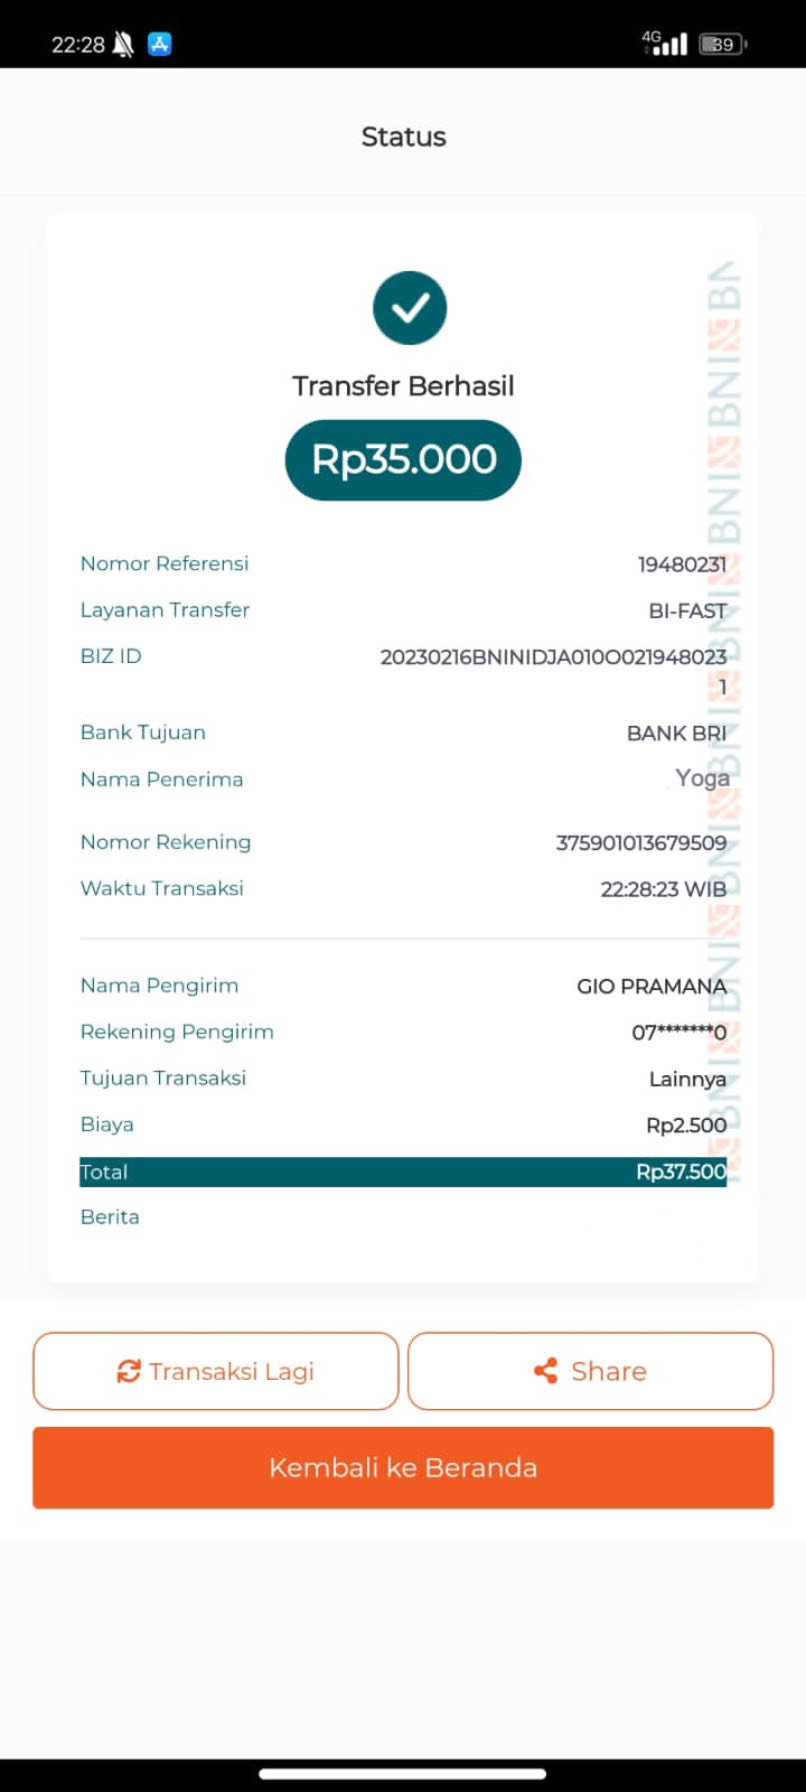 22:28 4G 39
Status
Transfer Berhasil
Rp35.000
Nomor Referensi 19480231
Layanan Transfer BI-FAST
BIZ ID 20230216BNINIDJA010O0219480231
Bank Tujuan BANK BRI
Nama Penerima Yoga
Nomor Rekening 375901013679509
Waktu Transaksi 22:28:23 WIB
Nama Pengirim GIO PRAMANA
Rekening Pengirim 07*******0
Tujuan Transaksi Lainnya
Biaya Rp2.500
Total Rp37.500
Berita
Transaksi Lagi Share
Kembali ke Beranda
BNI BNI BNI BNI BNI BNI BNI BN